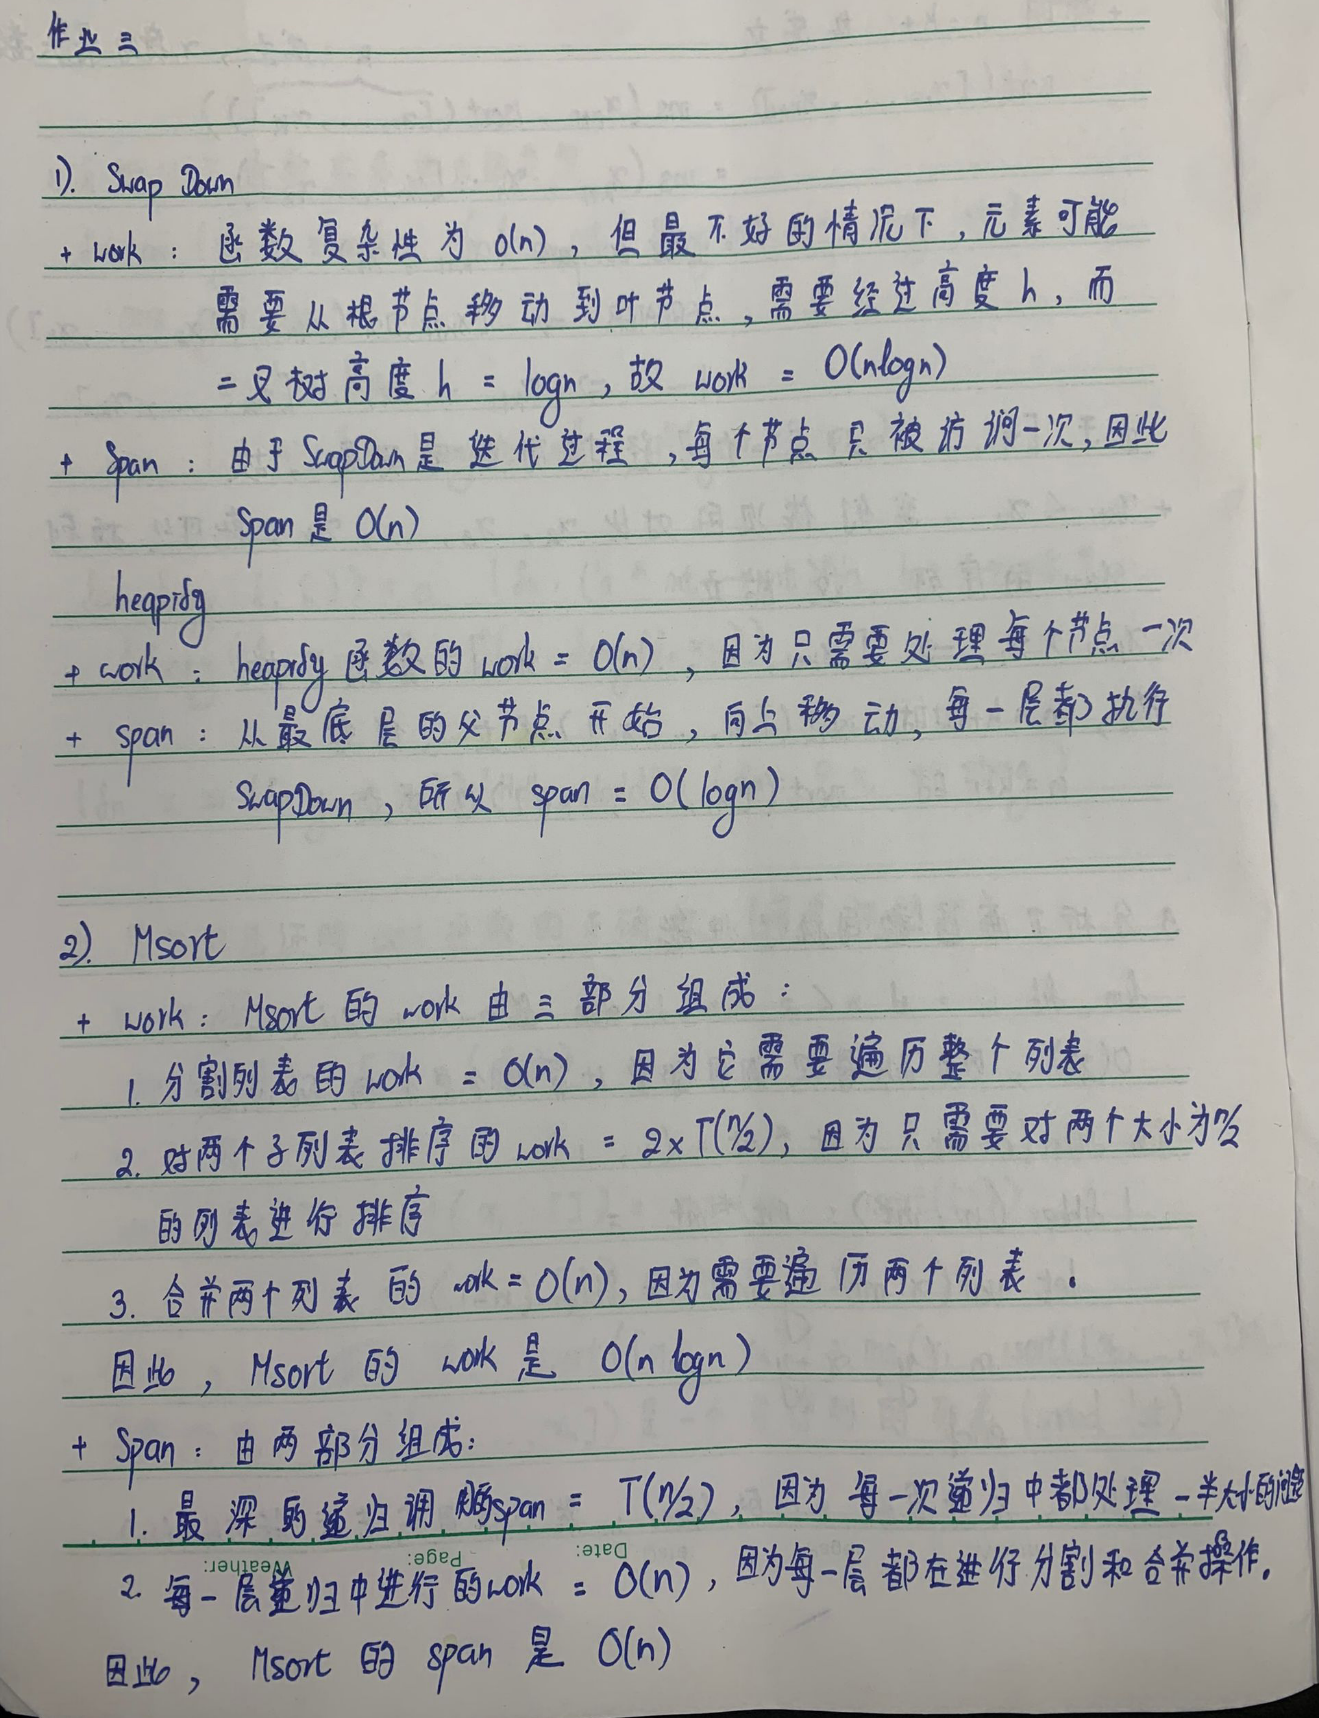 作业三
1). Swap Down
+ work : 函数复杂性为 O(n), 但最不好的情况下, 元素可能
需要从根节点移动到叶节点, 需要经过高度 h, 而
二叉树高度 h = logn, 故 work = O(nlogn)
+ Span : 由于 SwapDown 是迭代过程, 每个节点只被访问一次, 因此
Span 是 O(n)
heapify
+ work : heapify 函数的 work = O(n), 因为只需要处理每个节点一次
+ span : 从最底层的父节点开始, 向上移动, 每一层都执行
SwapDown, 所以 span = O(logn)
2). Msort
+ work : Msort 的 work 由三部分组成 :
1. 分割列表的 work = O(n), 因为它需要遍历整个列表
2. 对两个子列表排序的 work = 2×T(n/2), 因为只需要对两个大小为n/2
的列表进行排序
3. 合并两个列表的 work = O(n), 因为需要遍历两个列表。
因此, Msort 的 work 是 O(n logn)
+ Span : 由两部分组成:
1. 最深的递归调用的span = T(n/2), 因为每一次递归中都处理一半大小的问题
Date:
Page:
Weather:
2. 每一层递归中进行的work = O(n), 因为每一层都在进行分割和合并操作。
因此, Msort 的 span 是 O(n)